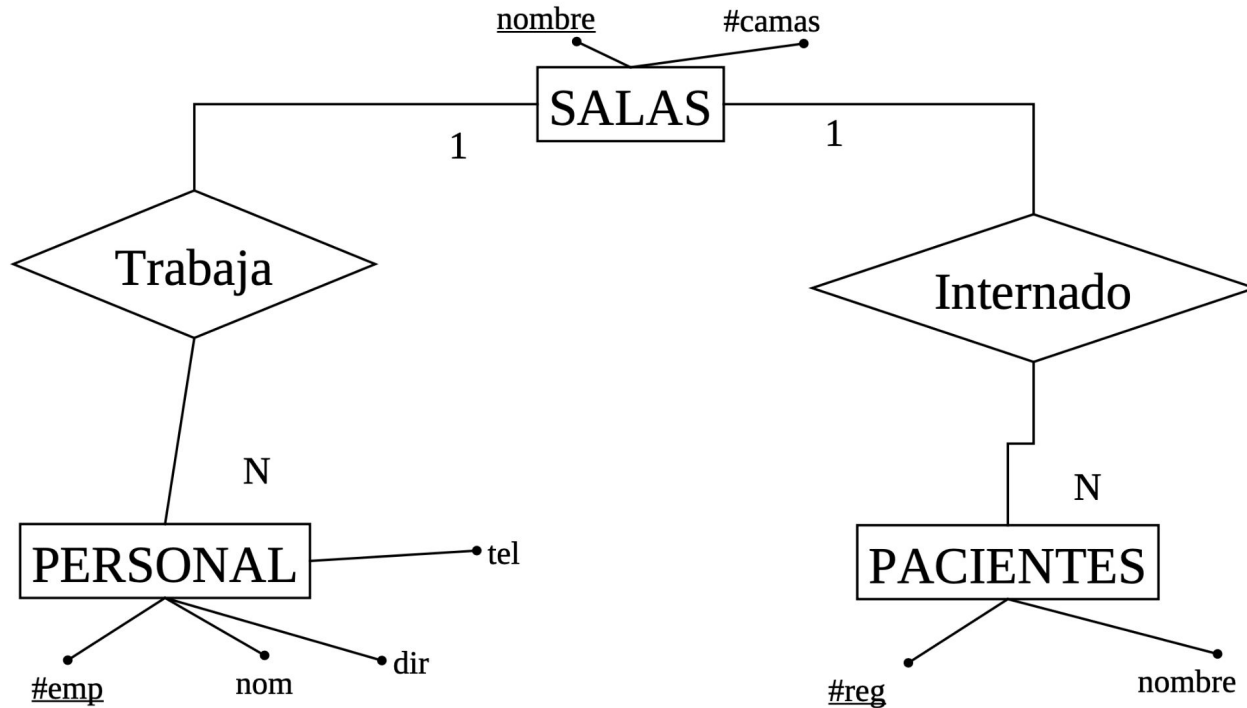 nombre
#camas
SALAS
1
1
Trabaja
Internado
N
N
PERSONAL
tel
PACIENTES
#emp
nom
dir
#reg
nombre